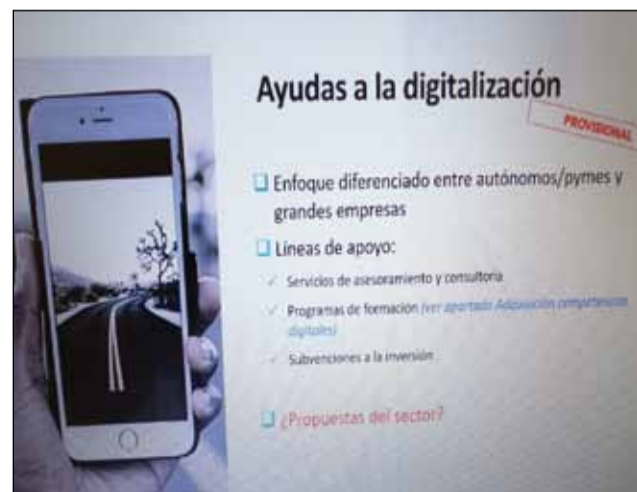 Ayudas a la digitalización
PROVISIONAL
Enfoque diferenciado entre autónomos/pymes y
grandes empresas
Líneas de apoyo:
Servicios de asesoramiento y consultoría
Programas de formación (ver apartado Adquisición competencias
digitales)
Subvenciones a la inversión
¿Propuestas del sector?